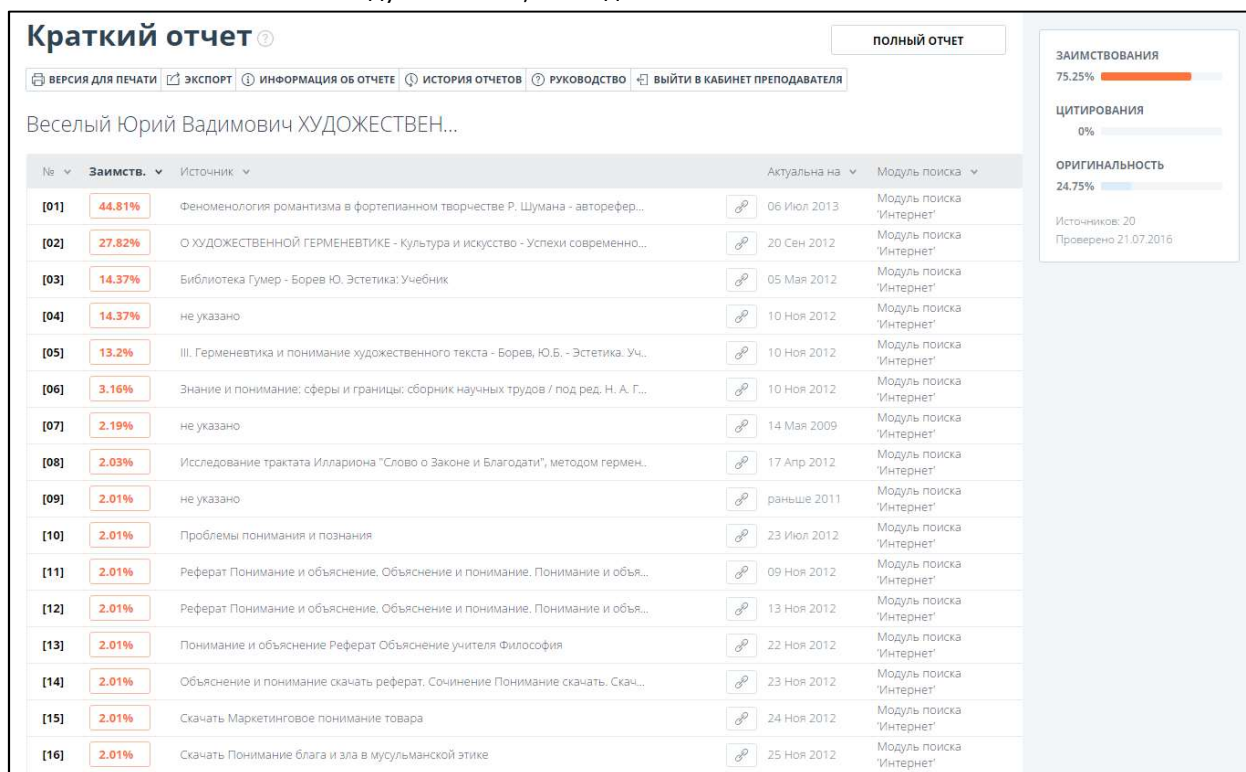 Краткий отчет ?
ПОЛНЫЙ ОТЧЕТ
ВЕРСИЯ ДЛЯ ПЕЧАТИ ЭКСПОРТ ИНФОРМАЦИЯ ОБ ОТЧЕТЕ ИСТОРИЯ ОТЧЕТОВ РУКОВОДСТВО ВЫЙТИ В КАБИНЕТ ПРЕПОДАВАТЕЛЯ
Веселый Юрий Вадимович ХУДОЖЕСТВЕН...
№ Заимств. Источник Актуальна на Модуль поиска
[01] 44.81% Феноменология романтизма в фортепианном творчестве Р. Шумана - авторефер... 06 Июл 2013 Модуль поиска
'Интернет'
[02] 27.82% О ХУДОЖЕСТВЕННОЙ ГЕРМЕНЕВТИКЕ - Культура и искусство - Успехи современно... 20 Сен 2012 Модуль поиска
'Интернет'
[03] 14.37% Библиотека Гумер - Борев Ю. Эстетика: Учебник 05 Мая 2012 Модуль поиска
'Интернет'
[04] 14.37% не указано 10 Ноя 2012 Модуль поиска
'Интернет'
[05] 13.2% III. Герменевтика и понимание художественного текста - Борев, Ю.Б. - Эстетика. Уч.. 10 Ноя 2012 Модуль поиска
'Интернет'
[06] 3.16% Знание и понимание: сферы и границы: сборник научных трудов / под ред. Н. А. Г... 10 Ноя 2012 Модуль поиска
'Интернет'
[07] 2.19% не указано 14 Мая 2009 Модуль поиска
'Интернет'
[08] 2.03% Исследование трактата Иллариона "Слово о Законе и Благодати", методом гермен.. 17 Апр 2012 Модуль поиска
'Интернет'
[09] 2.01% не указано раньше 2011 Модуль поиска
'Интернет'
[10] 2.01% Проблемы понимания и познания 23 Июл 2012 Модуль поиска
'Интернет'
[11] 2.01% Реферат Понимание и объяснение. Объяснение и понимание. Понимание и объя... 09 Ноя 2012 Модуль поиска
'Интернет'
[12] 2.01% Реферат Понимание и объяснение. Объяснение и понимание. Понимание и объя... 13 Ноя 2012 Модуль поиска
'Интернет'
[13] 2.01% Понимание и объяснение Реферат Объяснение учителя Философия 22 Ноя 2012 Модуль поиска
'Интернет'
[14] 2.01% Объяснение и понимание скачать реферат. Сочинение Понимание скачать. Скач... 23 Ноя 2012 Модуль поиска
'Интернет'
[15] 2.01% Скачать Маркетинговое понимание товара 24 Ноя 2012 Модуль поиска
'Интернет'
[16] 2.01% Скачать Понимание блага и зла в мусульманской этике 25 Ноя 2012 Модуль поиска
'Интернет'
ЗАИМСТВОВАНИЯ
75.25%
ЦИТИРОВАНИЯ
0%
ОРИГИНАЛЬНОСТЬ
24.75%
Источников: 20
Проверено 21.07.2016